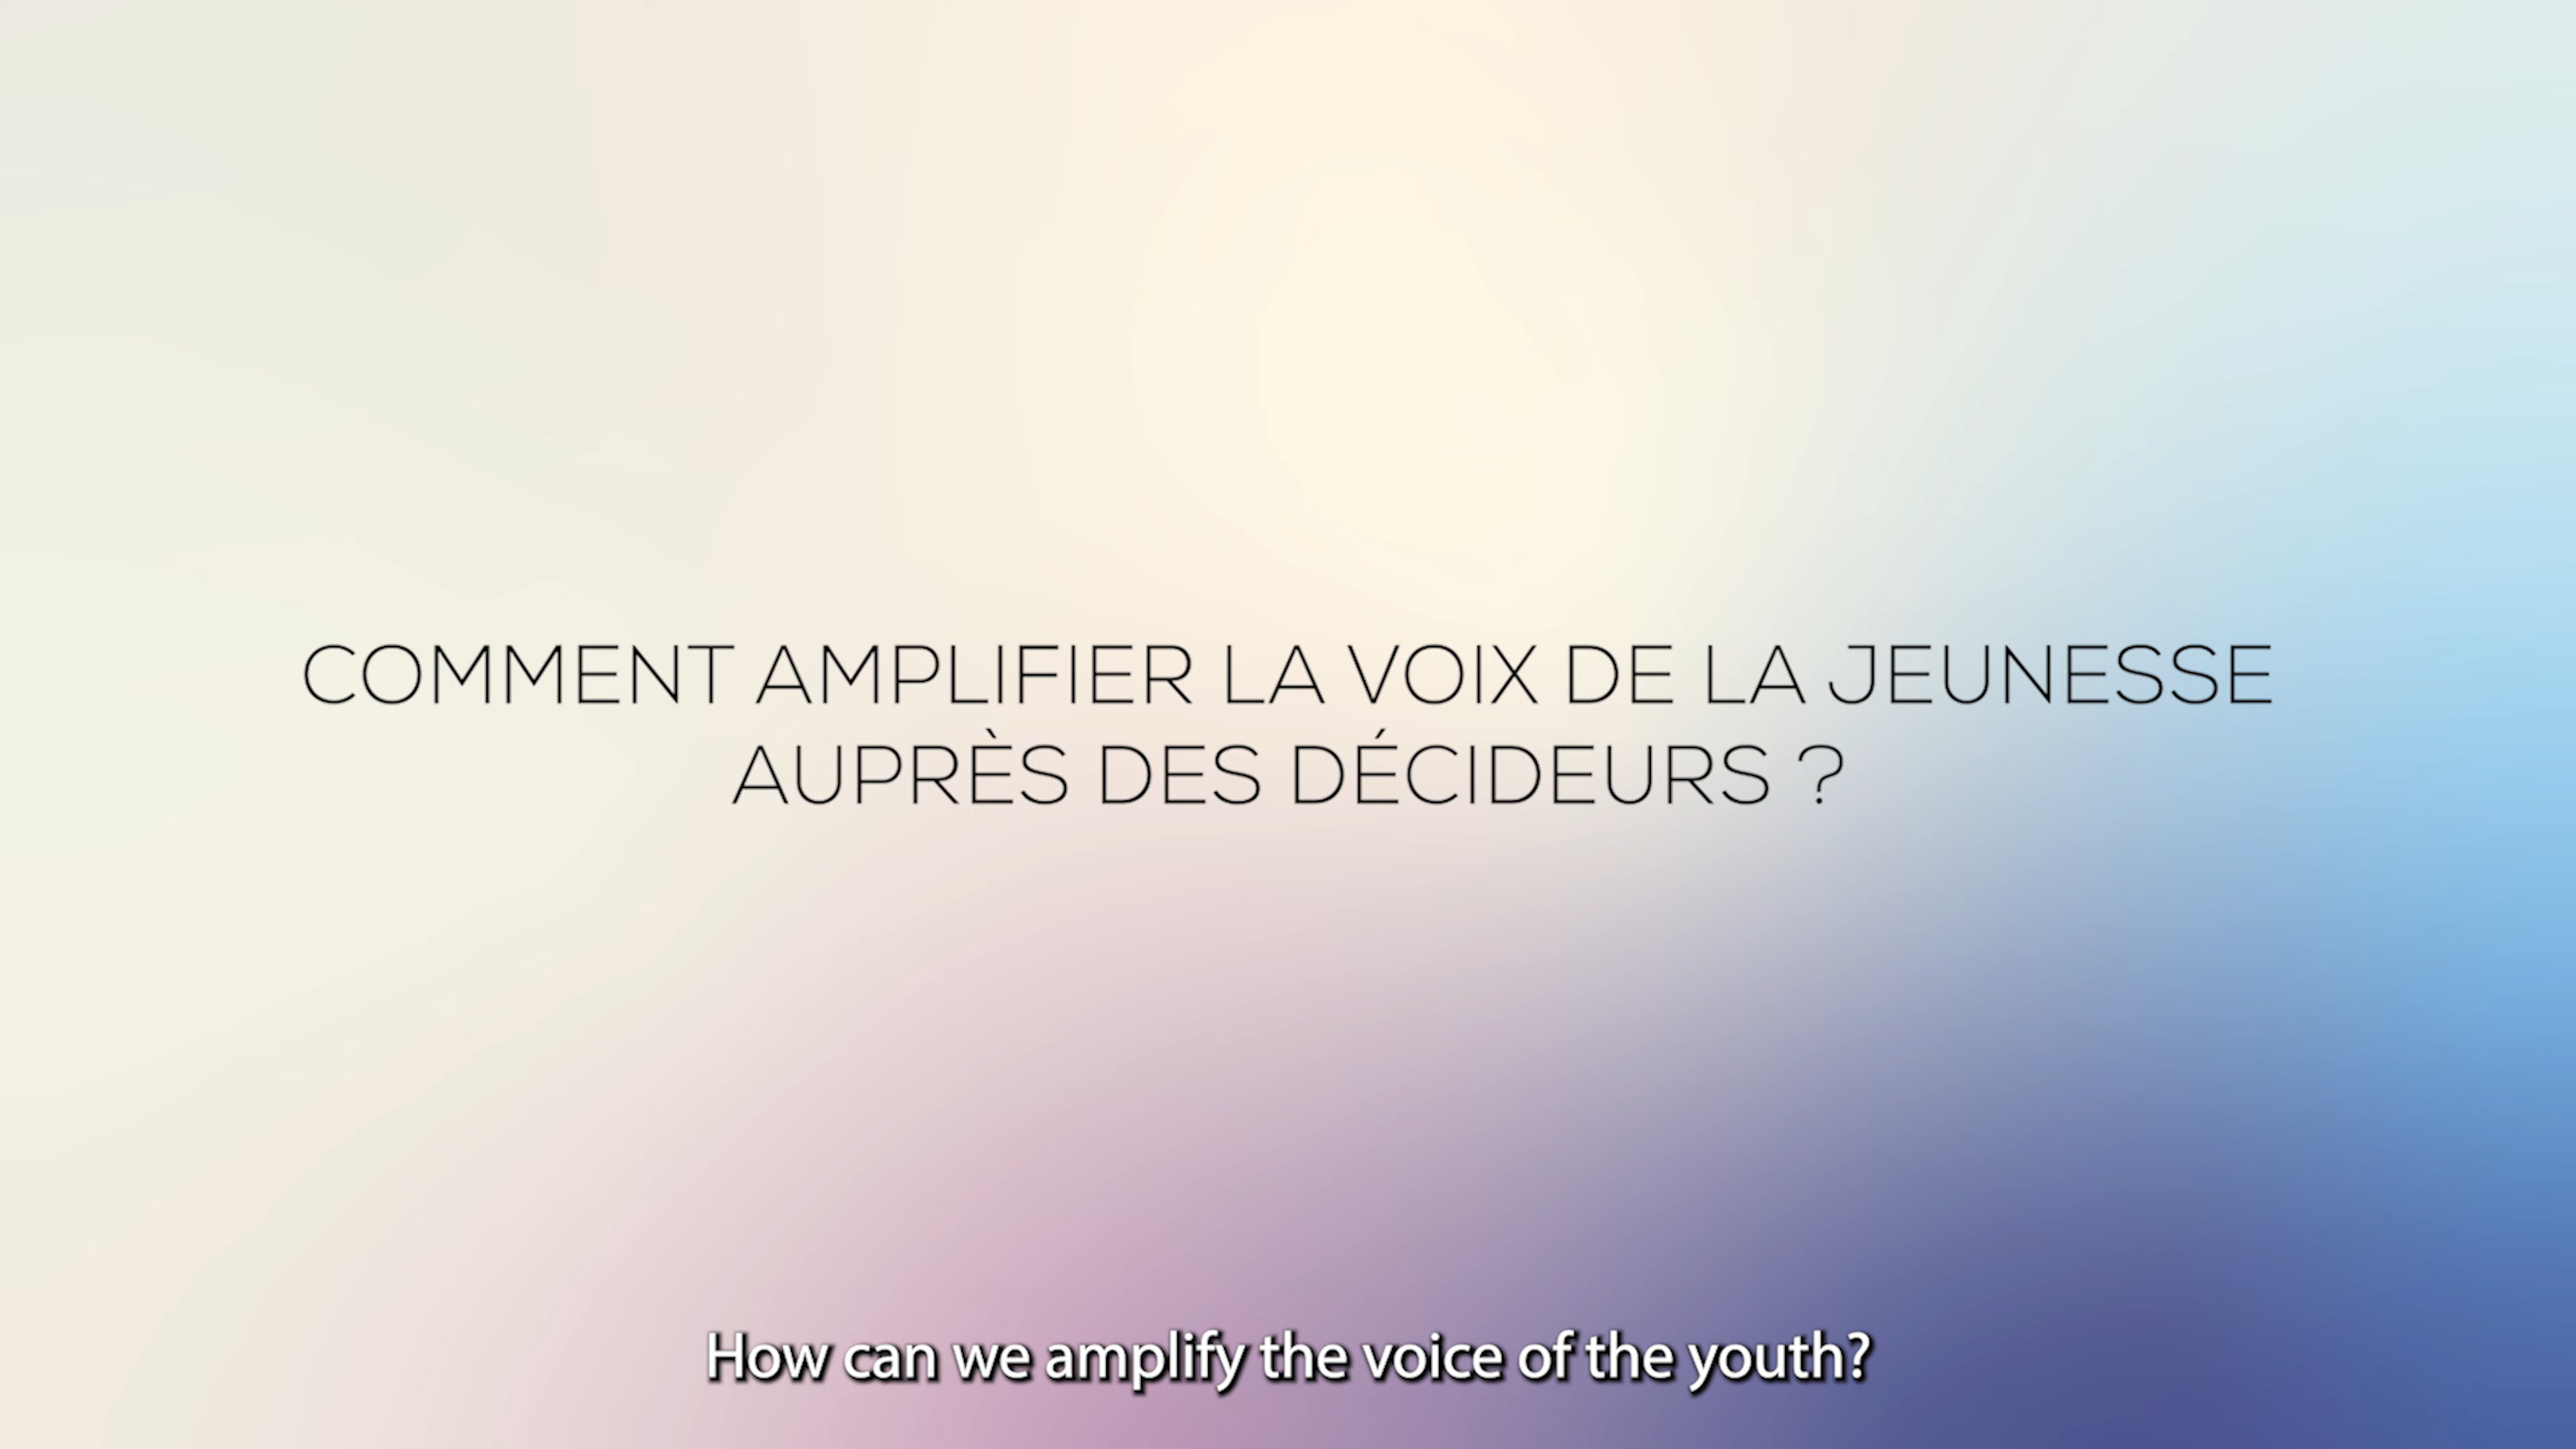 COMMENT AMPLIFIER LA VOIX DE LA JEUNESSE
AUPRÈS DES DÉCIDEURS ?
How can we amplify the voice of the youth?